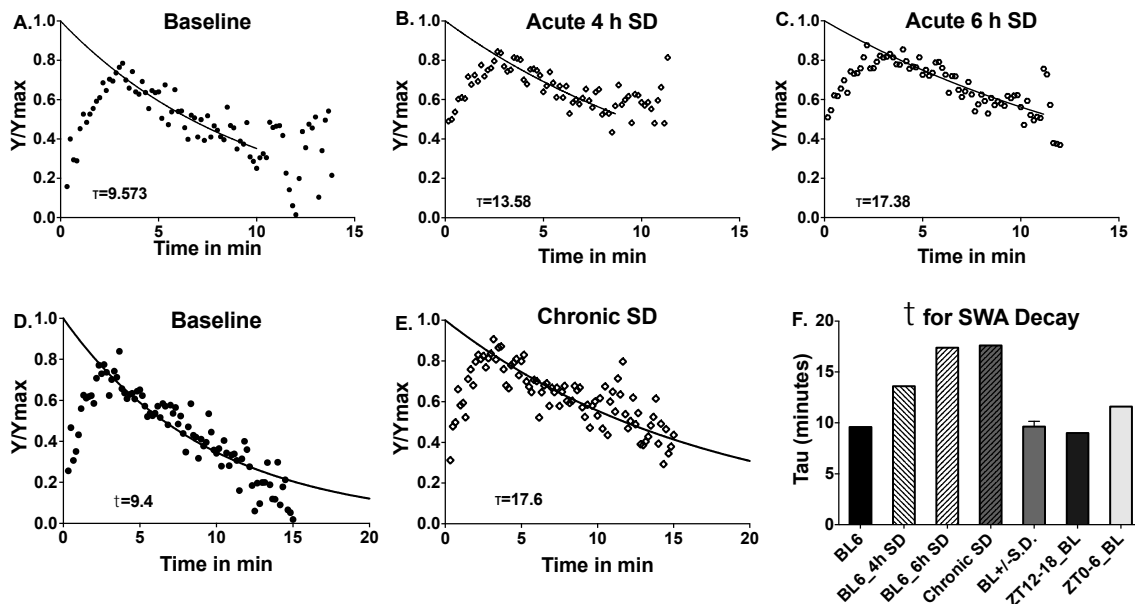 A. Baseline
Y/Ymax
1.0
0.8
0.6
0.4
0.2
0.0
τ=9.573
0 5 10 15
Time in min
B. Acute 4 h SD
Y/Ymax
1.0
0.8
0.6
0.4
0.2
0.0
τ=13.58
0 5 10 15
Time in min
C. Acute 6 h SD
Y/Ymax
1.0
0.8
0.6
0.4
0.2
0.0
τ=17.38
0 5 10 15
Time in min
D. Baseline
Y/Ymax
1.0
0.8
0.6
0.4
0.2
0.0
t=9.4
0 5 10 15 20
Time in min
E. Chronic SD
Y/Ymax
1.0
0.8
0.6
0.4
0.2
0.0
τ=17.6
0 5 10 15 20
Time in min
F. t for SWA Decay
Tau (minutes)
20
15
10
5
0
BL6
BL6_4h SD
BL6_6h SD
Chronic SD
BL+/-S.D.
ZT12-18_BL
ZT0-6_BL